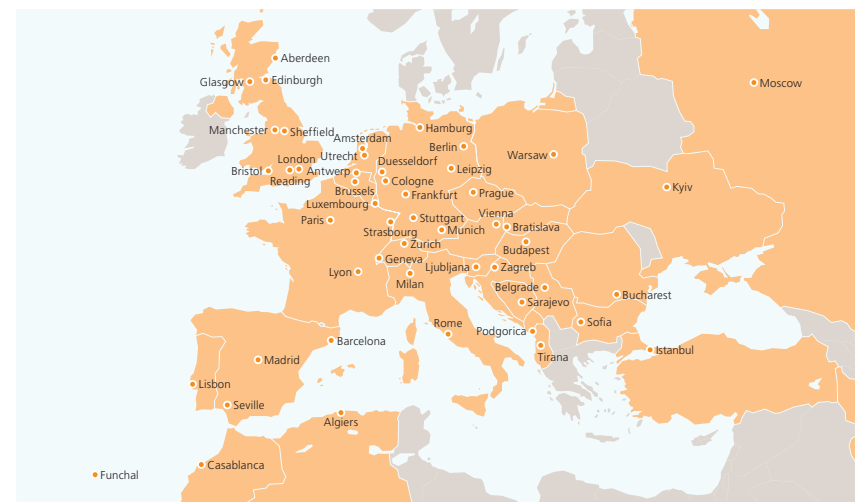 Aberdeen
Glasgow
Edinburgh
Moscow
Manchester
Sheffield
Hamburg
Amsterdam
Berlin
Utrecht
Warsaw
London
Duesseldorf
Bristol
Antwerp
Leipzig
Reading
Cologne
Brussels
Frankfurt
Prague
Kyiv
Luxembourg
Paris
Stuttgart
Vienna
Strasbourg
Munich
Bratislava
Zurich
Budapest
Geneva
Ljubljana
Zagreb
Lyon
Milan
Belgrade
Sarajevo
Bucharest
Rome
Podgorica
Sofia
Barcelona
Istanbul
Madrid
Tirana
Lisbon
Seville
Algiers
Casablanca
Funchal